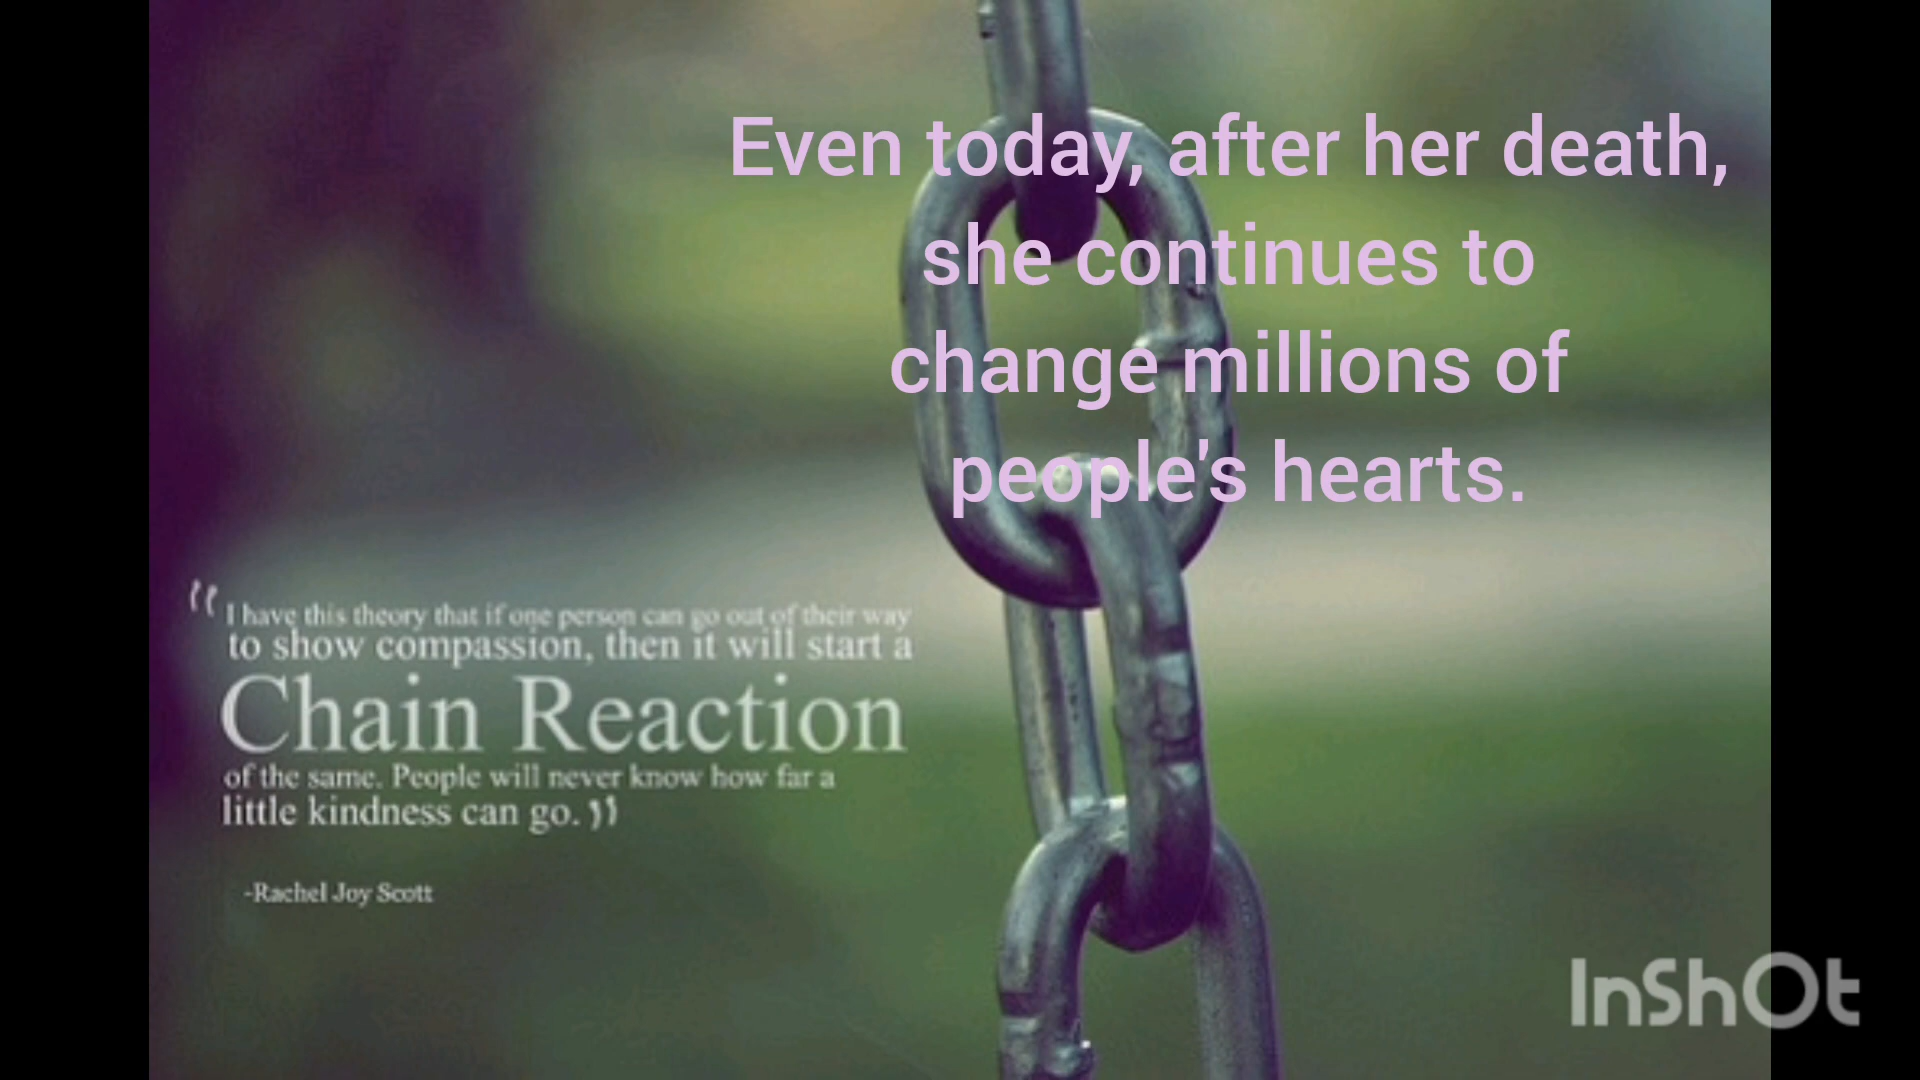 Even today, after her death,
she continues to
change millions of
people's hearts.
“I have this theory that if one person can go out of their way
to show compassion, then it will start a
Chain Reaction
of the same. People will never know how far a
little kindness can go.”
-Rachel Joy Scott
InShOt